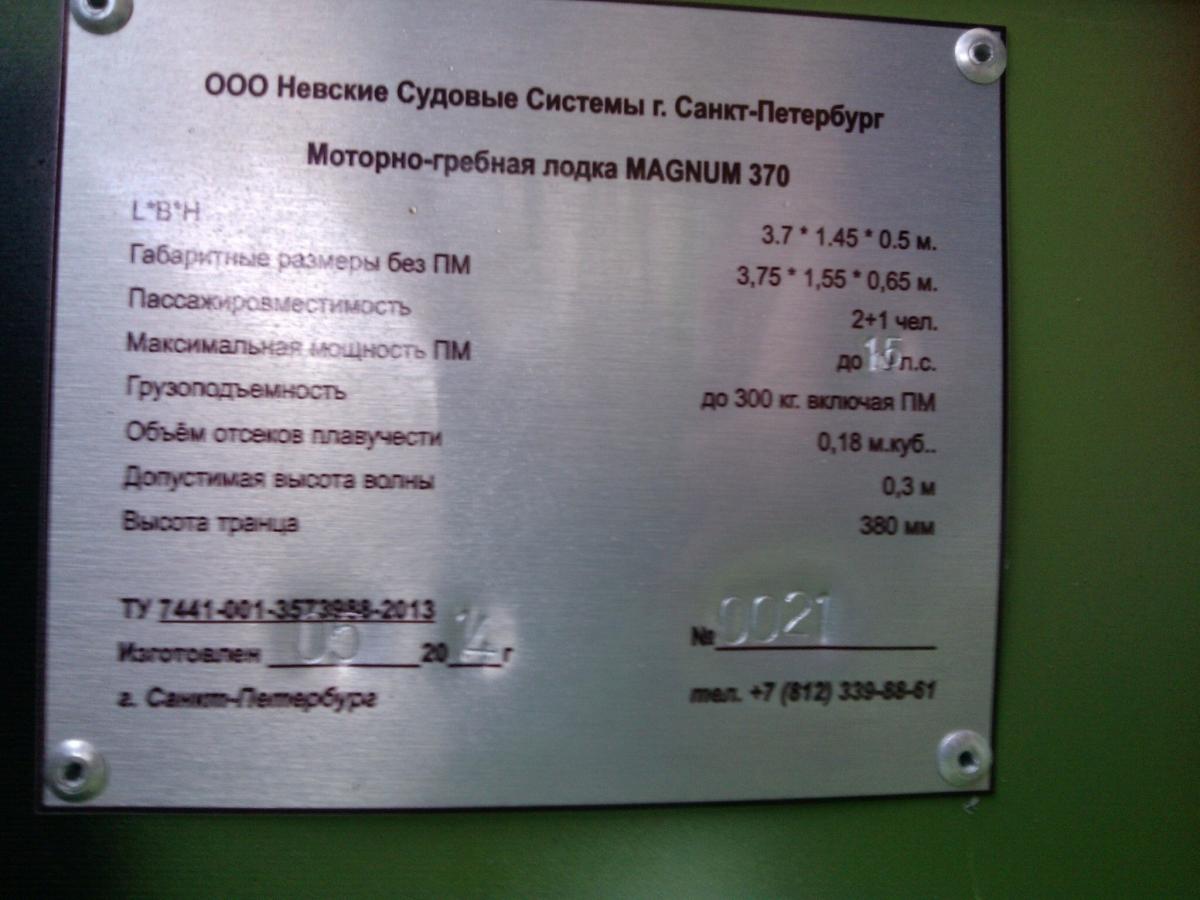 ООО Невские Судовые Системы г. Санкт-Петербург
Моторно-гребная лодка MAGNUM 370
L*B*H 3.7 * 1.45 * 0.5 м.
Габаритные размеры без ПМ 3,75 * 1,55 * 0,65 м.
Пассажировместимость 2+1 чел.
Максимальная мощность ПМ до 15 л.с.
Грузоподъемность до 300 кг. включая ПМ
Объём отсеков плавучести 0,18 м.куб..
Допустимая высота волны 0,3 м
Высота транца 380 мм
ТУ 7441-001-3573988-2013
Изготовлен 05 2014 г № 0021
г. Санкт-Петербург тел. +7 (812) 339-88-61